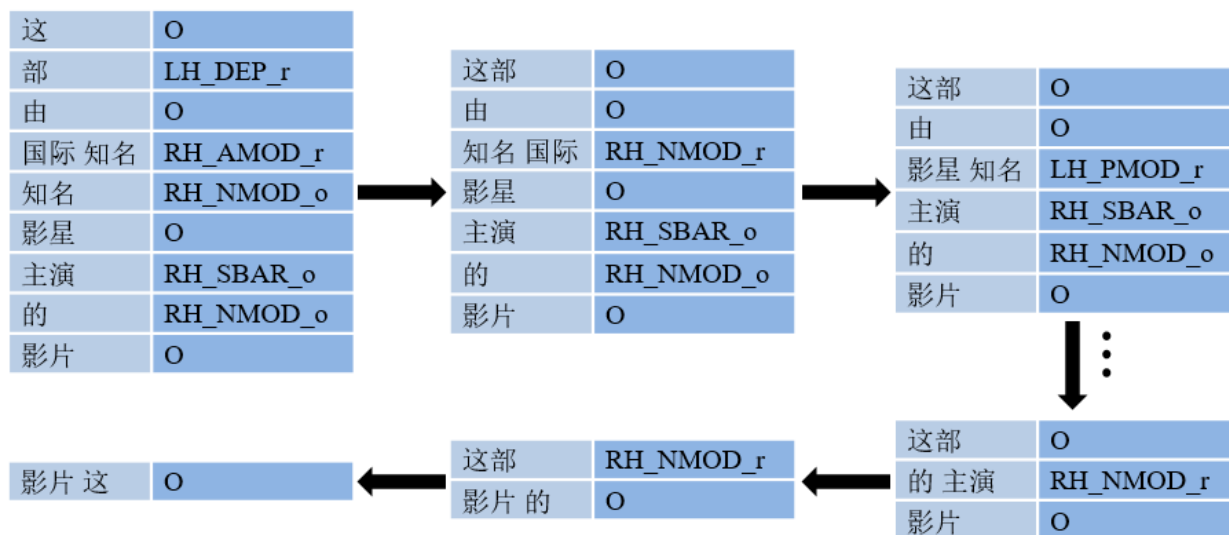 这 O
部 LH_DEP_r
由 O
国际 知名 RH_AMOD_r
知名 RH_NMOD_o
影星 O
主演 RH_SBAR_o
的 RH_NMOD_o
影片 O
这部 O
由 O
知名 国际 RH_NMOD_r
影星 O
主演 RH_SBAR_o
的 RH_NMOD_o
影片 O
这部 O
由 O
影星 知名 LH_PMOD_r
主演 RH_SBAR_o
的 RH_NMOD_o
影片 O
这部 O
的 主演 RH_NMOD_r
影片 O
这部 RH_NMOD_r
影片 的 O
影片 这 O